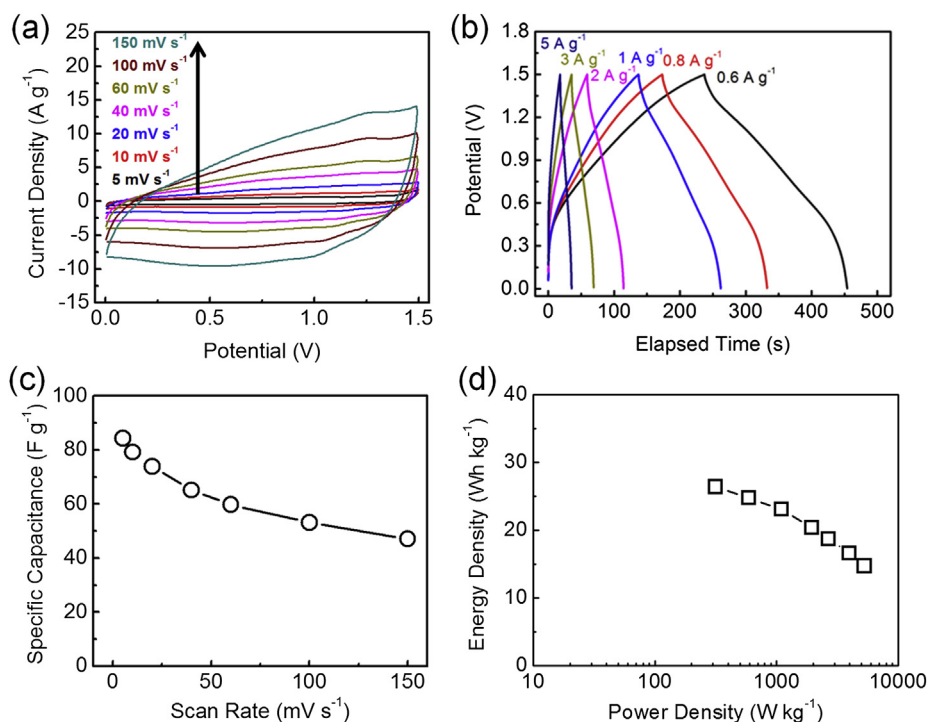 (a)
Current Density (A g⁻¹)
25
20
15
10
5
0
-5
-10
-15
150 mV s⁻¹
100 mV s⁻¹
60 mV s⁻¹
40 mV s⁻¹
20 mV s⁻¹
10 mV s⁻¹
5 mV s⁻¹
0.0 0.5 1.0 1.5
Potential (V)
(b)
Potential (V)
1.8
1.5
1.2
0.9
0.6
0.3
0.0
5 A g⁻¹
3 A g⁻¹
2 A g⁻¹
1 A g⁻¹
0.8 A g⁻¹
0.6 A g⁻¹
0 100 200 300 400 500
Elapsed Time (s)
(c)
Specific Capacitance (F g⁻¹)
100
80
60
40
20
0
0 50 100 150
Scan Rate (mV s⁻¹)
(d)
Energy Density (Wh kg⁻¹)
40
30
20
10
0
10 100 1000 10000
Power Density (W kg⁻¹)